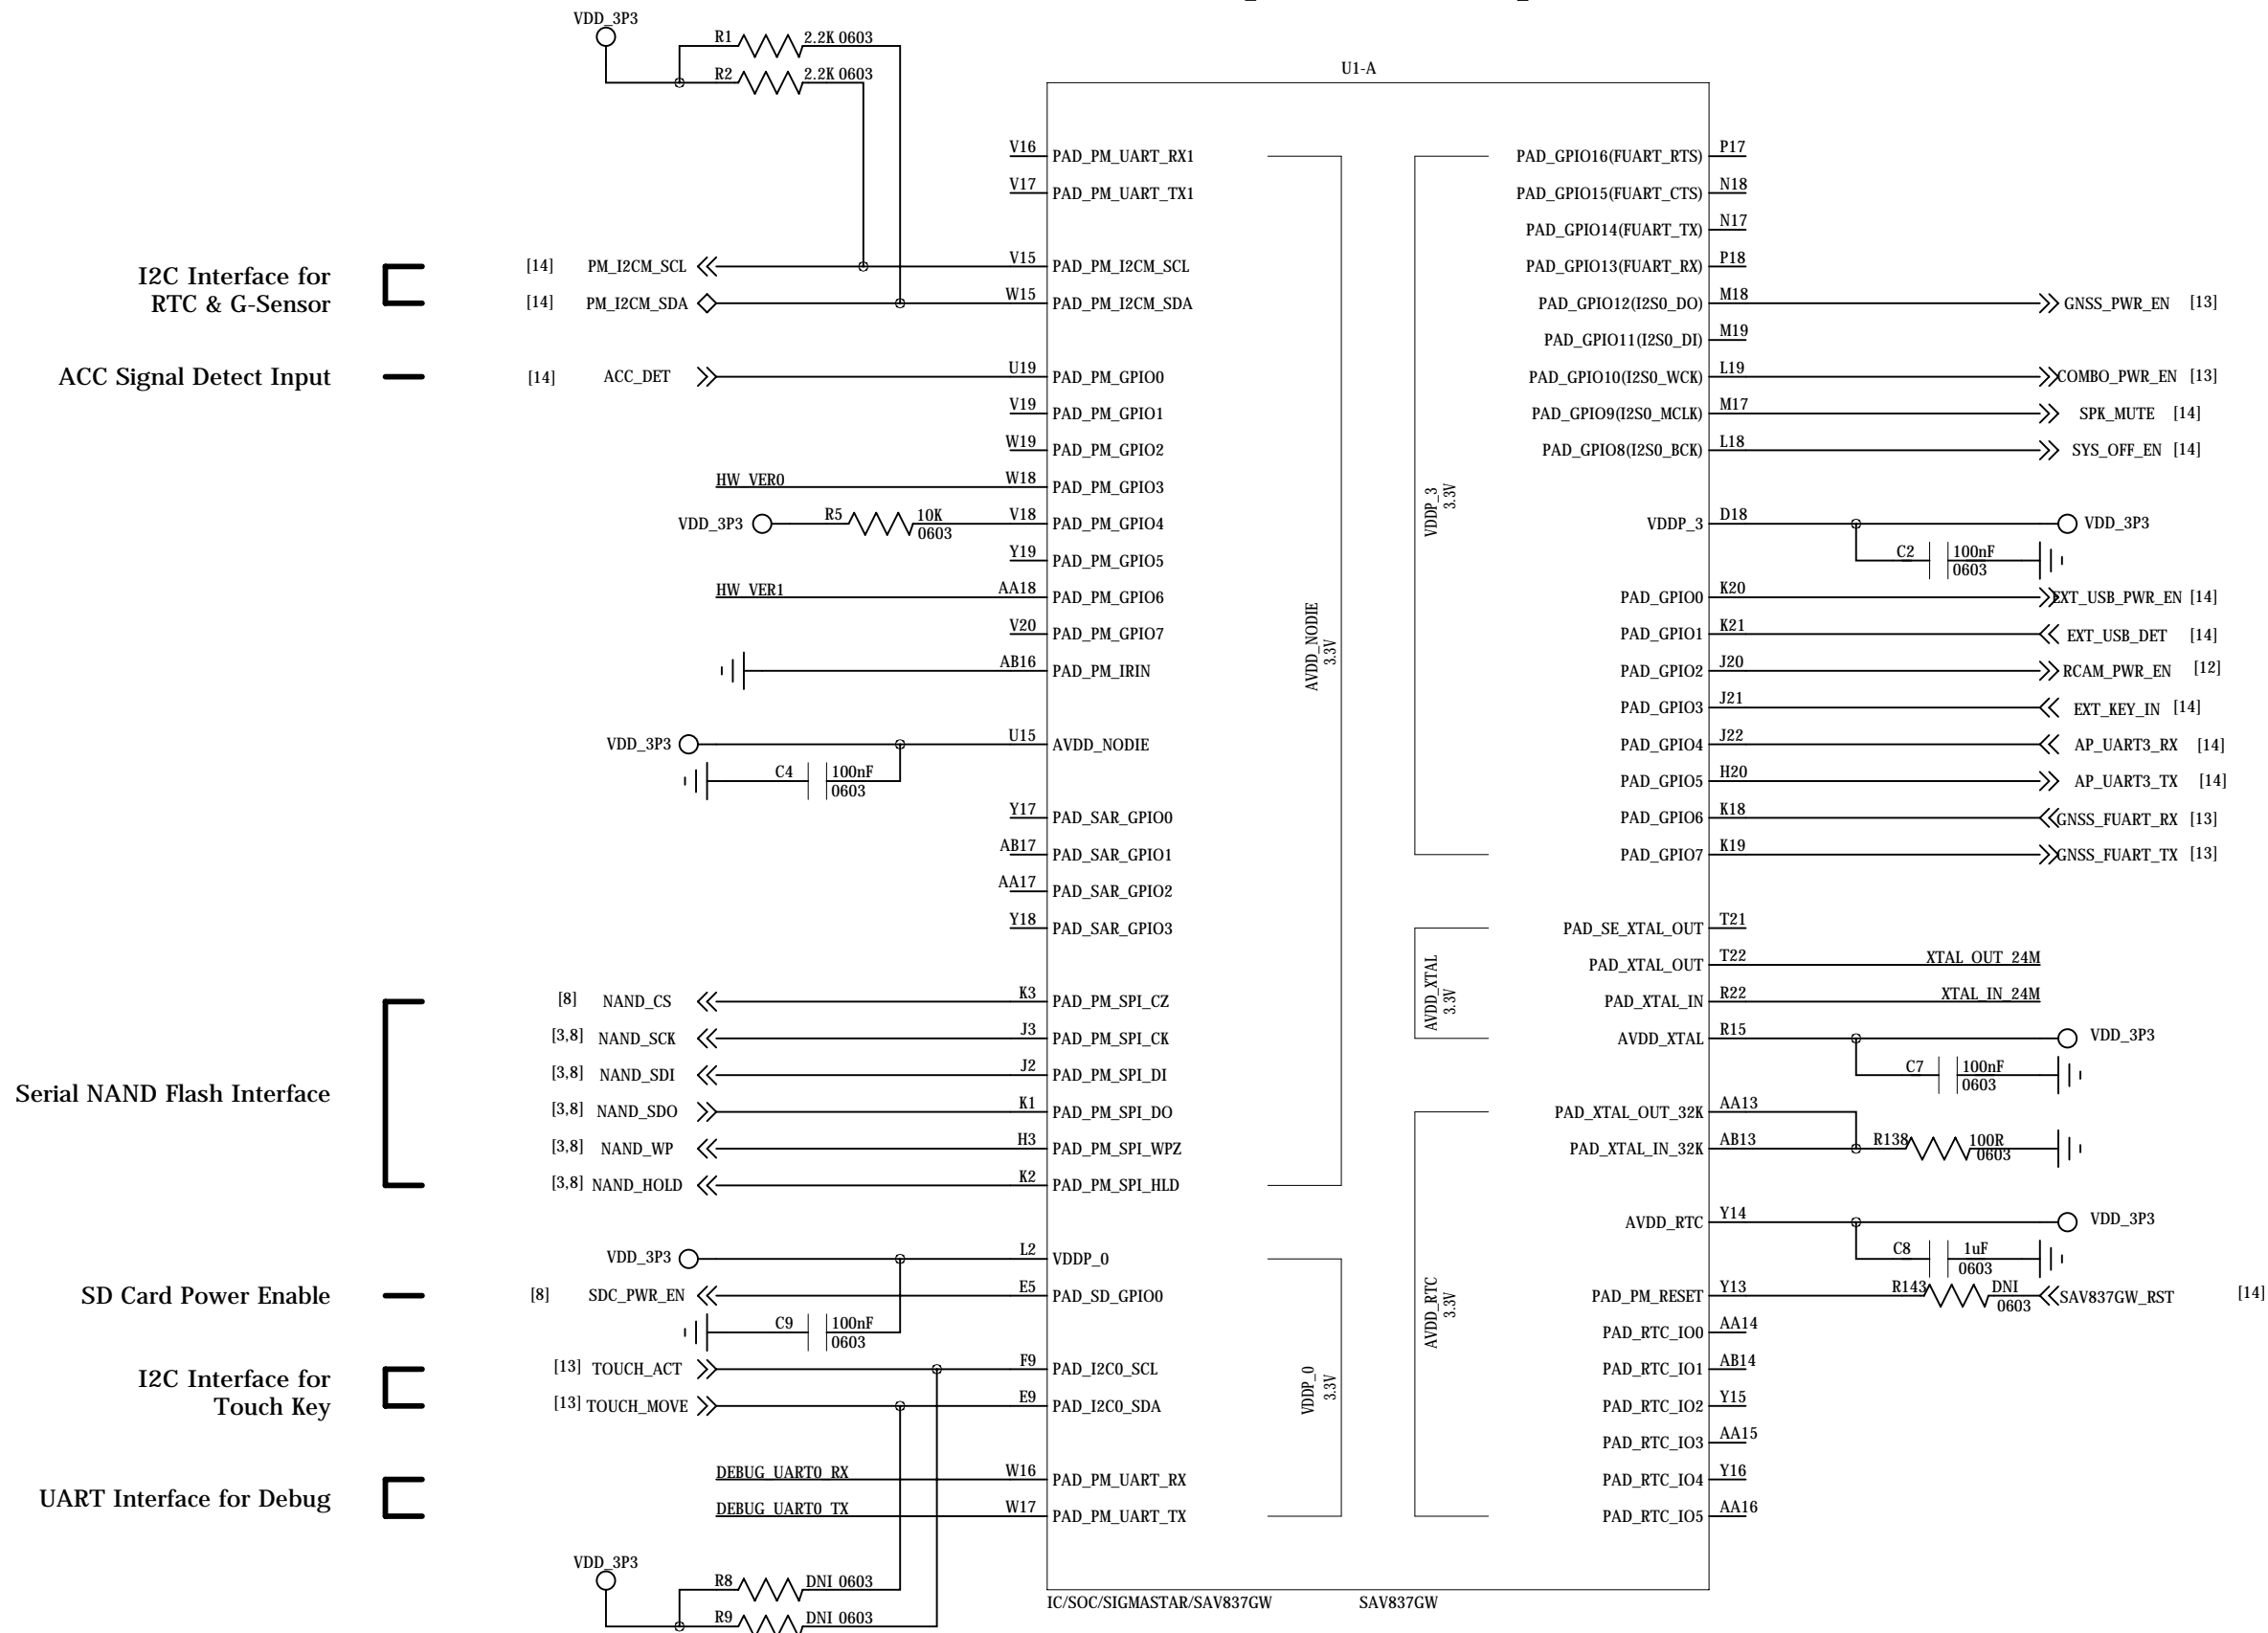 VDD_3P3
R1 2.2K 0603
R2 2.2K 0603
U1-A
V16 PAD_PM_UART_RX1
V17 PAD_PM_UART_TX1
I2C Interface for
RTC & G-Sensor
[14] PM_I2CM_SCL V15 PAD_PM_I2CM_SCL
[14] PM_I2CM_SDA W15 PAD_PM_I2CM_SDA
ACC Signal Detect Input
[14] ACC_DET U19 PAD_PM_GPIO0
V19 PAD_PM_GPIO1
W19 PAD_PM_GPIO2
HW_VER0 W18 PAD_PM_GPIO3
VDD_3P3 R5 10K 0603 V18 PAD_PM_GPIO4
Y19 PAD_PM_GPIO5
HW_VER1 AA18 PAD_PM_GPIO6
V20 PAD_PM_GPIO7
AB16 PAD_PM_IRIN
AVDD_NODIE
3.3V
VDD_3P3 U15 AVDD_NODIE
C4 100nF
0603
Y17 PAD_SAR_GPIO0
AB17 PAD_SAR_GPIO1
AA17 PAD_SAR_GPIO2
Y18 PAD_SAR_GPIO3
Serial NAND Flash Interface
[8] NAND_CS K3 PAD_PM_SPI_CZ
[3,8] NAND_SCK J3 PAD_PM_SPI_CK
[3,8] NAND_SDI J2 PAD_PM_SPI_DI
[3,8] NAND_SDO K1 PAD_PM_SPI_DO
[3,8] NAND_WP H3 PAD_PM_SPI_WPZ
[3,8] NAND_HOLD K2 PAD_PM_SPI_HLD
VDD_3P3 L2 VDDP_0
SD Card Power Enable
[8] SDC_PWR_EN E5 PAD_SD_GPIO0
C9 100nF
0603
I2C Interface for
Touch Key
[13] TOUCH_ACT F9 PAD_I2C0_SCL
[13] TOUCH_MOVE E9 PAD_I2C0_SDA
VDDP_0
3.3V
UART Interface for Debug
DEBUG_UART0_RX W16 PAD_PM_UART_RX
DEBUG_UART0_TX W17 PAD_PM_UART_TX
VDD_3P3
R8 DNI 0603
R9 DNI 0603
PAD_GPIO16(FUART_RTS) P17
PAD_GPIO15(FUART_CTS) N18
PAD_GPIO14(FUART_TX) N17
PAD_GPIO13(FUART_RX) P18
PAD_GPIO12(I2S0_DO) M18 GNSS_PWR_EN [13]
PAD_GPIO11(I2S0_DI) M19
PAD_GPIO10(I2S0_WCK) L19 COMBO_PWR_EN [13]
PAD_GPIO9(I2S0_MCLK) M17 SPK_MUTE [14]
PAD_GPIO8(I2S0_BCK) L18 SYS_OFF_EN [14]
VDDP_3
3.3V
VDDP_3 D18 VDD_3P3
C2 100nF
0603
PAD_GPIO0 K20 EXT_USB_PWR_EN [14]
PAD_GPIO1 K21 EXT_USB_DET [14]
PAD_GPIO2 J20 RCAM_PWR_EN [12]
PAD_GPIO3 J21 EXT_KEY_IN [14]
PAD_GPIO4 J22 AP_UART3_RX [14]
PAD_GPIO5 H20 AP_UART3_TX [14]
PAD_GPIO6 K18 GNSS_FUART_RX [13]
PAD_GPIO7 K19 GNSS_FUART_TX [13]
PAD_SE_XTAL_OUT T21
PAD_XTAL_OUT T22 XTAL_OUT_24M
PAD_XTAL_IN R22 XTAL_IN_24M
AVDD_XTAL
3.3V
AVDD_XTAL R15 VDD_3P3
C7 100nF
0603
PAD_XTAL_OUT_32K AA13
PAD_XTAL_IN_32K AB13 R138 100R
0603
AVDD_RTC Y14 VDD_3P3
C8 1uF
0603
AVDD_RTC
3.3V
PAD_PM_RESET Y13 R143 DNI 0603 SAV837GW_RST [14]
PAD_RTC_IO0 AA14
PAD_RTC_IO1 AB14
PAD_RTC_IO2 Y15
PAD_RTC_IO3 AA15
PAD_RTC_IO4 Y16
PAD_RTC_IO5 AA16
IC/SOC/SIGMASTAR/SAV837GW SAV837GW